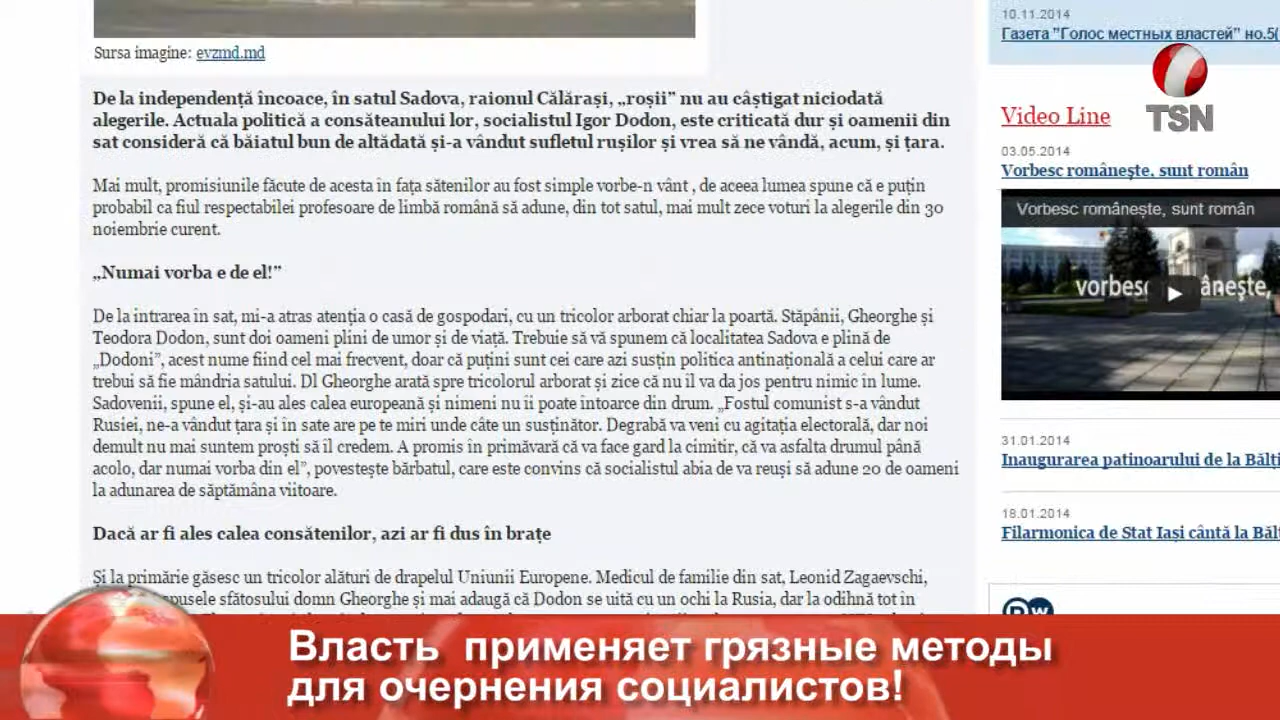 Sursa imagine: evzmd.md
De la independență încoace, în satul Sadova, raionul Călărași, „roșii” nu au câștigat niciodată
alegerile. Actuala politică a consăteanului lor, socialistul Igor Dodon, este criticată dur și oamenii din
sat consideră că băiatul bun de altădată și-a vândut sufletul rușilor și vrea să ne vândă, acum, și țara.
Mai mult, promisiunile făcute de acesta în fața sătenilor au fost simple vorbe-n vânt , de aceea lumea spune că e puțin
probabil ca fiul respectabilei profesoare de limbă română să adune, din tot satul, mai mult zece voturi la alegerile din 30
noiembrie curent.
„Numai vorba e de el!”
De la intrarea în sat, mi-a atras atenția o casă de gospodari, cu un tricolor arborat chiar la poartă. Stăpânii, Gheorghe și
Teodora Dodon, sunt doi oameni plini de umor și de viață. Trebuie să vă spunem că localitatea Sadova e plină de
„Dodoni”, acest nume fiind cel mai frecvent, doar că puțini sunt cei care azi susțin politica antinațională a celui care ar
trebui să fie mândria satului. Dl Gheorghe arată spre tricolorul arborat și zice că nu îl va da jos pentru nimic în lume.
Sadovenii, spune el, și-au ales calea europeană și nimeni nu îi poate întoarce din drum. „Fostul comunist s-a vândut
Rusiei, ne-a vândut țara și în sate are pe te miri unde câte un susținător. Degrabă va veni cu agitația electorală, dar noi
demult nu mai suntem proști să îl credem. A promis în primăvară că va face gard la cimitir, că va asfalta drumul până
acolo, dar numai vorba din el”, povestește bărbatul, care este convins că socialistul abia de va reuși să adune 20 de oameni
la adunarea de săptămâna viitoare.
Dacă ar fi ales calea consătenilor, azi ar fi dus în brațe
Și la primărie găsesc un tricolor alături de drapelul Uniunii Europene. Medicul de familie din sat, Leonid Zagaevschi,
spusele sfătosului domn Gheorghe și mai adaugă că Dodon se uită cu un ochi la Rusia, dar la odihnă tot în
10.11.2014
Газета "Голос местных властей" но.5(
TSN
Video Line
03.05.2014
Vorbesc românește. sunt român
Vorbesc românește, sunt român
vorbesc ânește,
31.01.2014
Inaugurarea patinoarului de la Bălți
18.01.2014
Filarmonica de Stat Iași cântă la Băl
DW
Власть применяет грязные методы
для очернения социалистов!